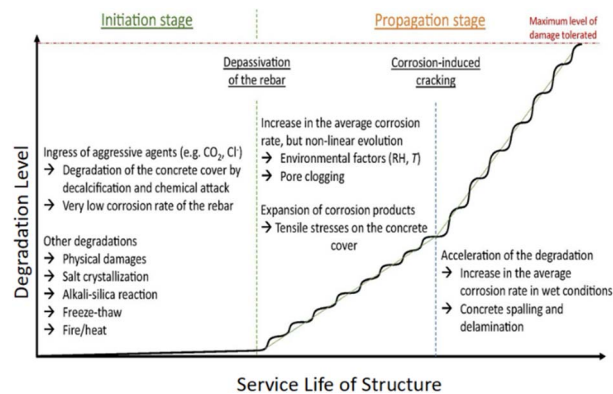 Initiation stage
Propagation stage
Maximum level of
damage tolerated
Depassivation
of the rebar
Corrosion-induced
cracking
Ingress of aggressive agents (e.g. CO₂, Cl⁻)
→ Degradation of the concrete cover by
decalcification and chemical attack
→ Very low corrosion rate of the rebar
Other degradations
→ Physical damages
→ Salt crystallization
→ Alkali-silica reaction
→ Freeze-thaw
→ Fire/heat
Increase in the average corrosion
rate, but non-linear evolution
→ Environmental factors (RH, T)
→ Pore clogging
Expansion of corrosion products
→ Tensile stresses on the concrete
cover
Acceleration of the degradation
→ Increase in the average
corrosion rate in wet conditions
→ Concrete spalling and
delamination
Degradation Level
Service Life of Structure